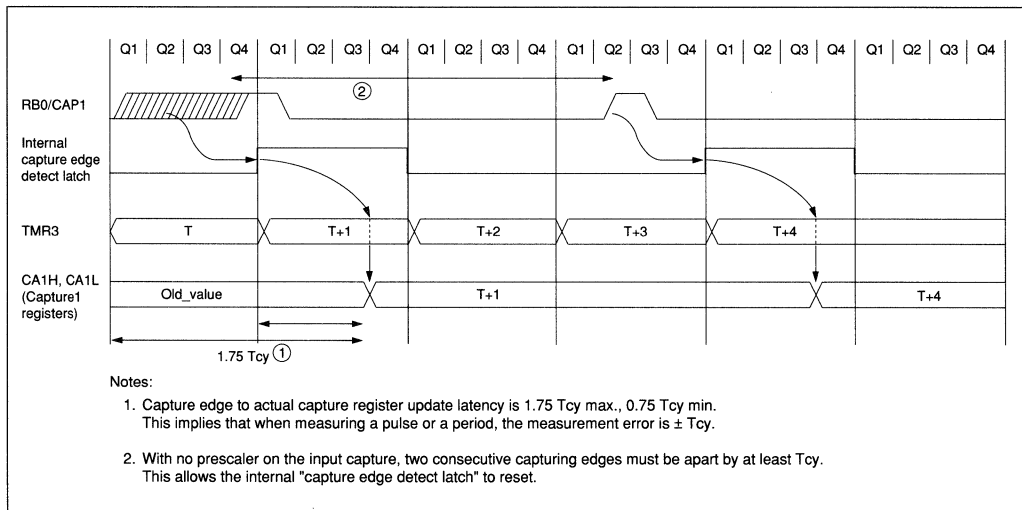 Q1 Q2 Q3 Q4 Q1 Q2 Q3 Q4 Q1 Q2 Q3 Q4 Q1 Q2 Q3 Q4 Q1 Q2 Q3 Q4 Q1 Q2 Q3 Q4
2
RB0/CAP1
Internal
capture edge
detect latch
TMR3 T T+1 T+2 T+3 T+4
CA1H, CA1L
(Capture1
registers)
Old_value T+1 T+4
1.75 Tcy 1
Notes:
1. Capture edge to actual capture register update latency is 1.75 Tcy max., 0.75 Tcy min.
This implies that when measuring a pulse or a period, the measurement error is ± Tcy.
2. With no prescaler on the input capture, two consecutive capturing edges must be apart by at least Tcy.
This allows the internal "capture edge detect latch" to reset.